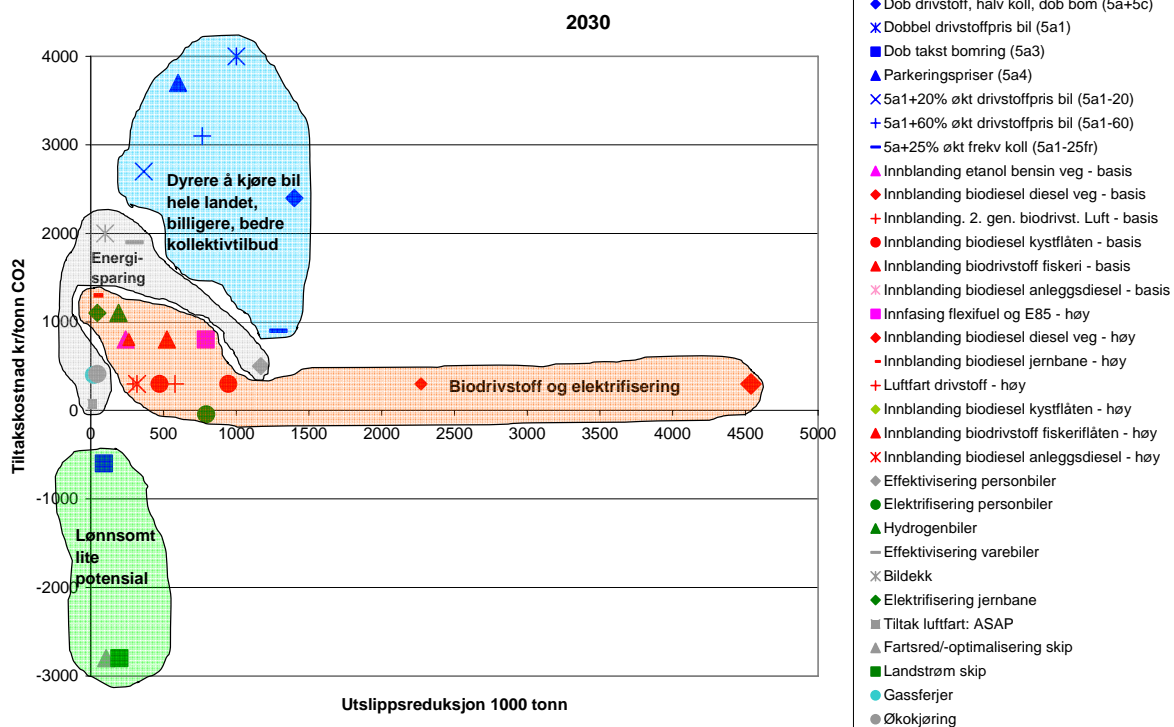 2030
Tiltakskostnad kr/tonn CO2
4000
3000
2000
1000
0
-1000
-2000
-3000
Dyrere å kjøre bil
hele landet,
billigere, bedre
kollektivtilbud
Energi-
sparing
Biodrivstoff og elektrifisering
0
500
1000
1500
2000
2500
3000
3500
4000
4500
5000
Lønnsomt
lite
potensial
Utslippsreduksjon 1000 tonn
Dob drivstoff, halv koll, dob bom (5a+5c)
Dobbel drivstoffpris bil (5a1)
Dob takst bomring (5a3)
Parkeringspriser (5a4)
5a1+20% økt drivstoffpris bil (5a1-20)
5a1+60% økt drivstoffpris bil (5a1-60)
5a+25% økt frekv koll (5a1-25fr)
Innblanding etanol bensin veg - basis
Innblanding biodiesel diesel veg - basis
Innblanding. 2. gen. biodrivst. Luft - basis
Innblanding biodiesel kystflåten - basis
Innblanding biodrivstoff fiskeri - basis
Innblanding biodiesel anleggsdiesel - basis
Innfasing flexifuel og E85 - høy
Innblanding biodiesel diesel veg - høy
Innblanding biodiesel jernbane - høy
Luftfart drivstoff - høy
Innblanding biodiesel kystflåten - høy
Innblanding biodrivstoff fiskeriflåten - høy
Innblanding biodiesel anleggsdiesel - høy
Effektivisering personbiler
Elektrifisering personbiler
Hydrogenbiler
Effektivisering varebiler
Bildekk
Elektrifisering jernbane
Tiltak luftfart: ASAP
Fartsred/-optimalisering skip
Landstrøm skip
Gassferjer
Økokjøring